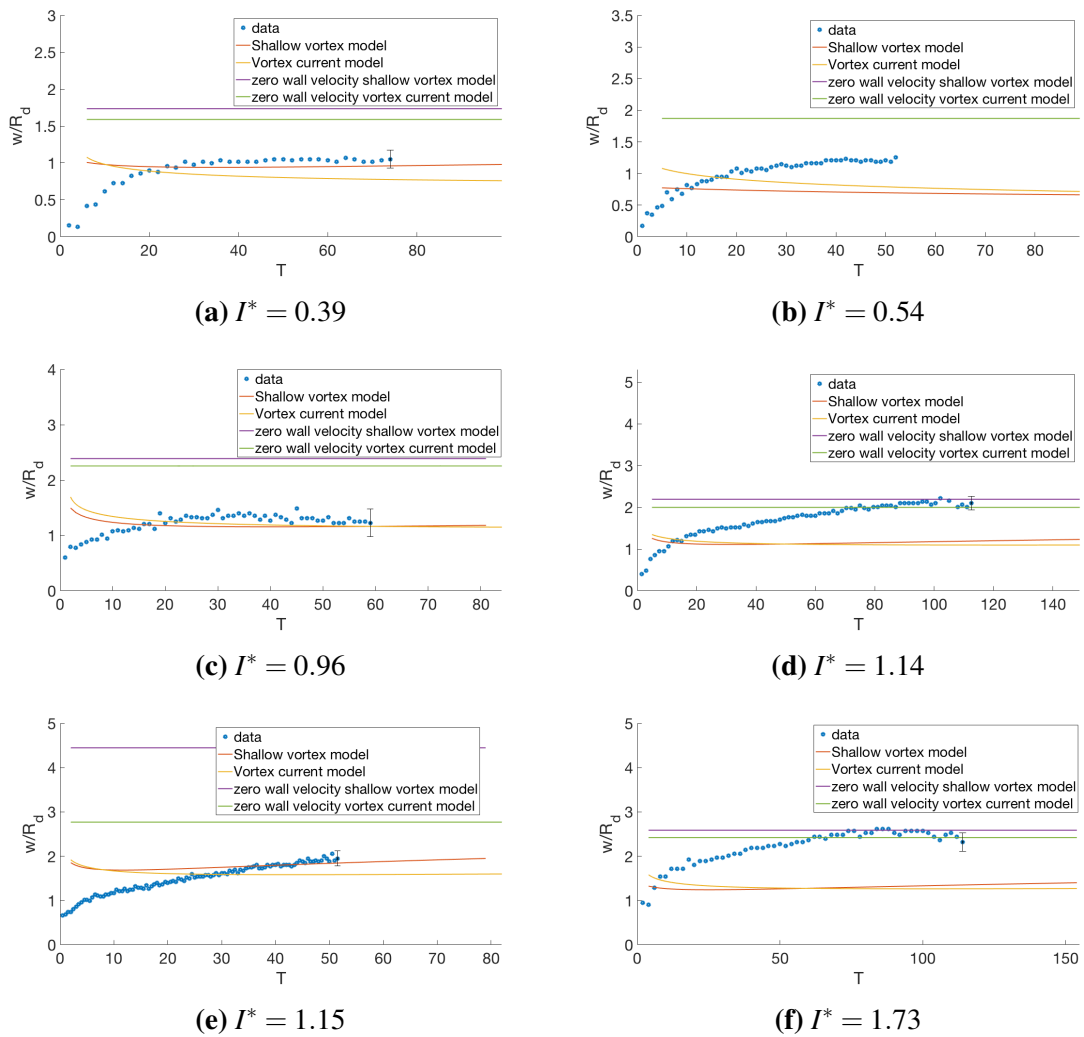 3
2.5
2
1.5
1
0.5
0
w/R_d
0 20 40 60 80
T
data
Shallow vortex model
Vortex current model
zero wall velocity shallow vortex model
zero wall velocity vortex current model
(a) I* = 0.39
3.5
3
2.5
2
1.5
1
0.5
0
w/R_d
0 10 20 30 40 50 60 70 80
T
data
Shallow vortex model
Vortex current model
zero wall velocity shallow vortex model
zero wall velocity vortex current model
(b) I* = 0.54
4
3
2
1
0
w/R_d
0 10 20 30 40 50 60 70 80
T
data
Shallow vortex model
Vortex current model
zero wall velocity shallow vortex model
zero wall velocity vortex current model
(c) I* = 0.96
5
4
3
2
1
0
w/R_d
0 20 40 60 80 100 120 140
T
data
Shallow vortex model
Vortex current model
zero wall velocity shallow vortex model
zero wall velocity vortex current model
(d) I* = 1.14
5
4
3
2
1
0
w/R_d
0 10 20 30 40 50 60 70 80
T
data
Shallow vortex model
Vortex current model
zero wall velocity shallow vortex model
zero wall velocity vortex current model
(e) I* = 1.15
5
4
3
2
1
0
w/R_d
0 50 100 150
T
data
Shallow vortex model
Vortex current model
zero wall velocity shallow vortex model
zero wall velocity vortex current model
(f) I* = 1.73